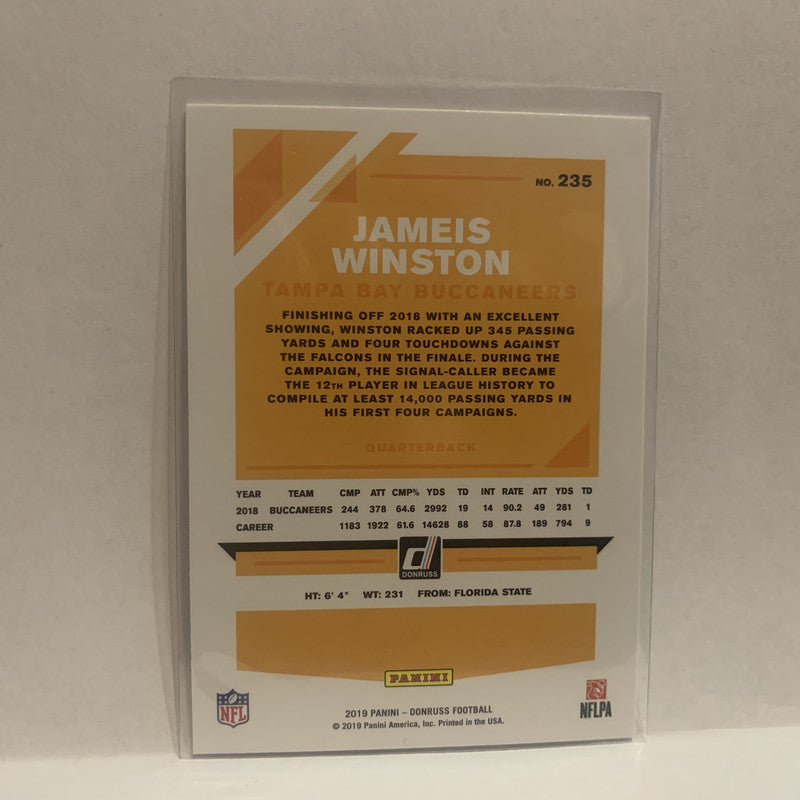 NO. 235
JAMEIS
WINSTON
TAMPA BAY BUCCANEERS
FINISHING OFF 2018 WITH AN EXCELLENT
SHOWING, WINSTON RACKED UP 345 PASSING
YARDS AND FOUR TOUCHDOWNS AGAINST
THE FALCONS IN THE FINALE. DURING THE
CAMPAIGN, THE SIGNAL-CALLER BECAME
THE 12TH PLAYER IN LEAGUE HISTORY TO
COMPILE AT LEAST 14,000 PASSING YARDS IN
HIS FIRST FOUR CAMPAIGNS.
QUARTERBACK
YEAR TEAM CMP ATT CMP% YDS TD INT RATE ATT YDS TD
2018 BUCCANEERS 244 378 64.6 2992 19 14 90.2 49 281 1
CAREER 1183 1922 61.6 14628 88 58 87.8 189 794 9
d
DONRUSS
HT: 6' 4" WT: 231 FROM: FLORIDA STATE
PANINI
NFL
2019 PANINI – DONRUSS FOOTBALL
© 2019 Panini America, Inc. Printed in the USA.
NFLPA